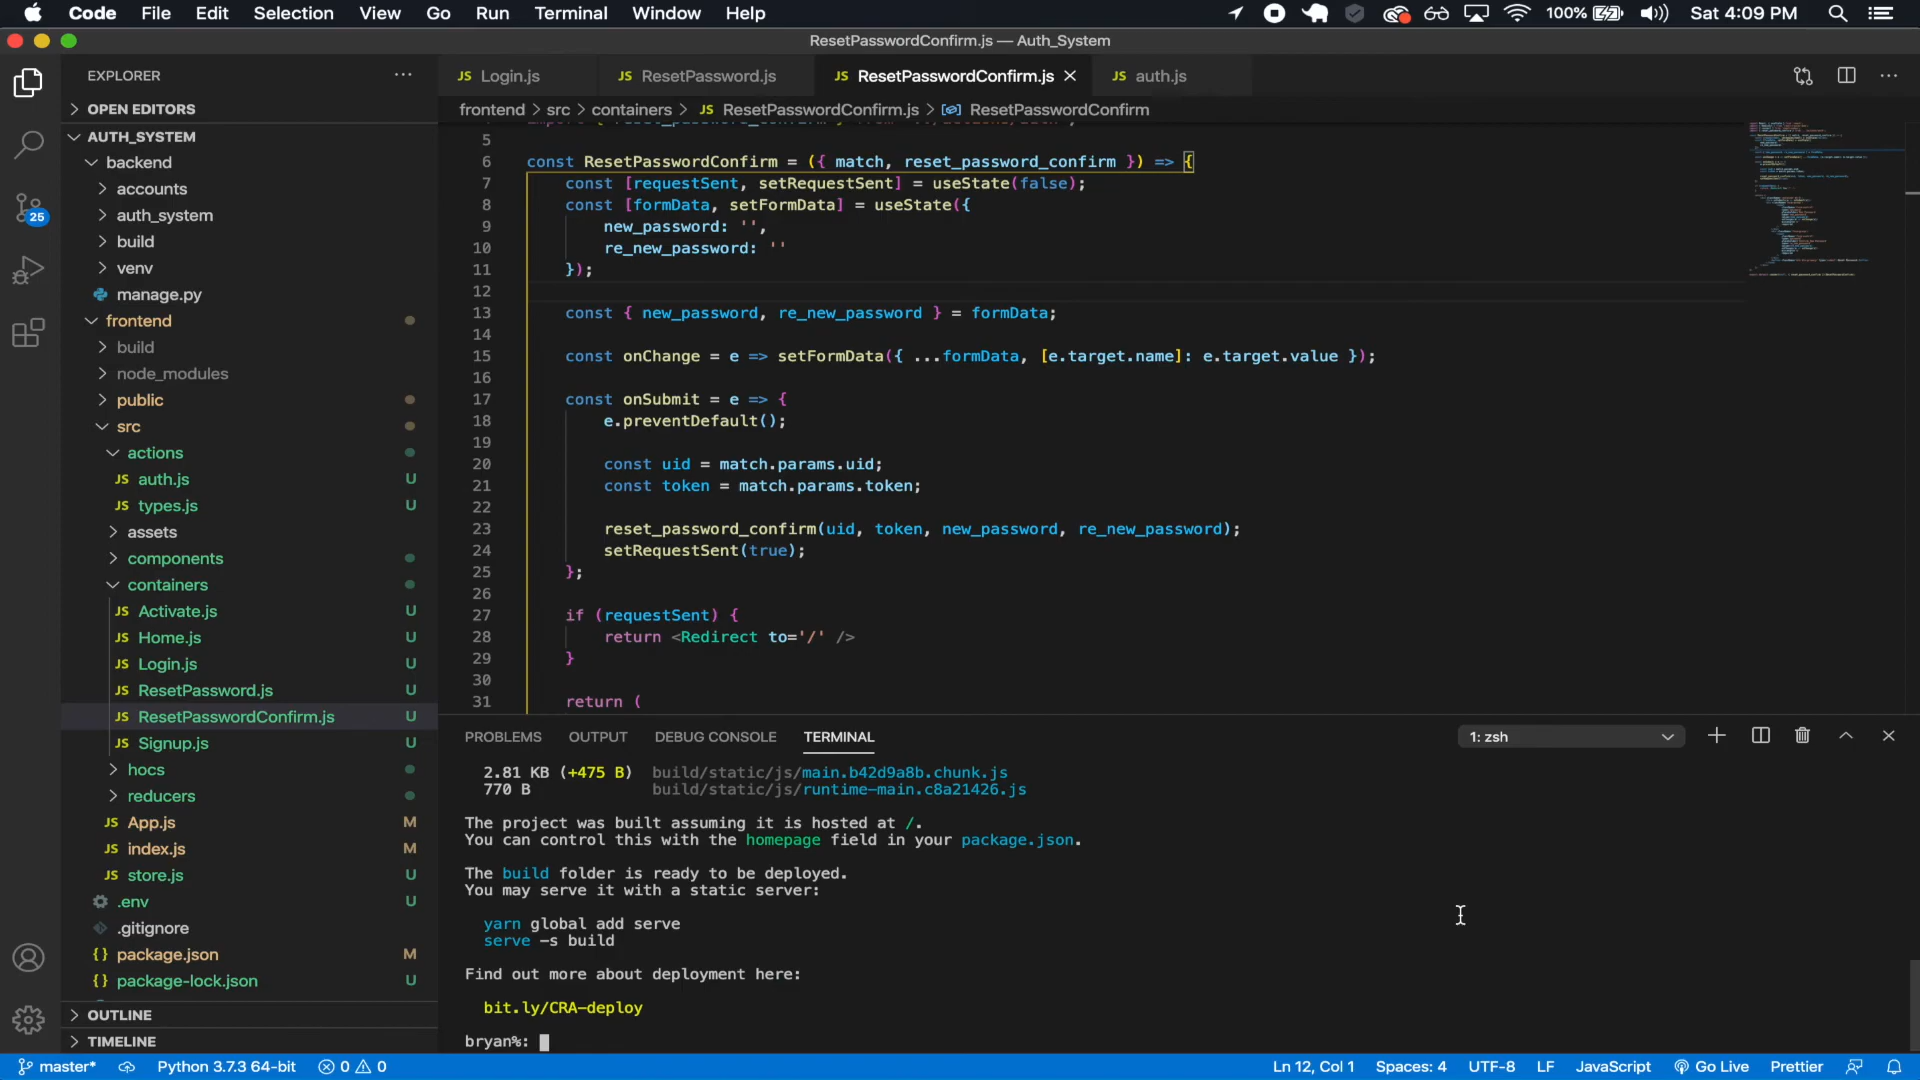 Code File Edit Selection View Go Run Terminal Window Help
100% Sat 4:09 PM
ResetPasswordConfirm.js — Auth_System
EXPLORER
OPEN EDITORS
AUTH_SYSTEM
backend
accounts
auth_system
build
venv
manage.py
frontend
build
node_modules
public
src
actions
JS auth.js U
JS types.js U
assets
components
containers
JS Activate.js U
JS Home.js U
JS Login.js U
JS ResetPassword.js U
JS ResetPasswordConfirm.js U
JS Signup.js U
hocs
reducers
JS App.js M
JS index.js M
JS store.js U
.env U
.gitignore
{} package.json M
{} package-lock.json U
OUTLINE
TIMELINE
25
JS Login.js JS ResetPassword.js JS ResetPasswordConfirm.js JS auth.js
frontend > src > containers > JS ResetPasswordConfirm.js > ResetPasswordConfirm
5
6 const ResetPasswordConfirm = ({ match, reset_password_confirm }) => {
7 const [requestSent, setRequestSent] = useState(false);
8 const [formData, setFormData] = useState({
9 new_password: '',
10 re_new_password: ''
11 });
12
13 const { new_password, re_new_password } = formData;
14
15 const onChange = e => setFormData({ ...formData, [e.target.name]: e.target.value });
16
17 const onSubmit = e => {
18 e.preventDefault();
19
20 const uid = match.params.uid;
21 const token = match.params.token;
22
23 reset_password_confirm(uid, token, new_password, re_new_password);
24 setRequestSent(true);
25 };
26
27 if (requestSent) {
28 return <Redirect to='/' />
29 }
30
31 return (
PROBLEMS OUTPUT DEBUG CONSOLE TERMINAL 1: zsh
2.81 KB (+475 B) build/static/js/main.b42d9a8b.chunk.js
770 B build/static/js/runtime-main.c8a21426.js
The project was built assuming it is hosted at /.
You can control this with the homepage field in your package.json.
The build folder is ready to be deployed.
You may serve it with a static server:
yarn global add serve
serve -s build
Find out more about deployment here:
bit.ly/CRA-deploy
bryan%:
master* Python 3.7.3 64-bit 0 0 Ln 12, Col 1 Spaces: 4 UTF-8 LF JavaScript Go Live Prettier